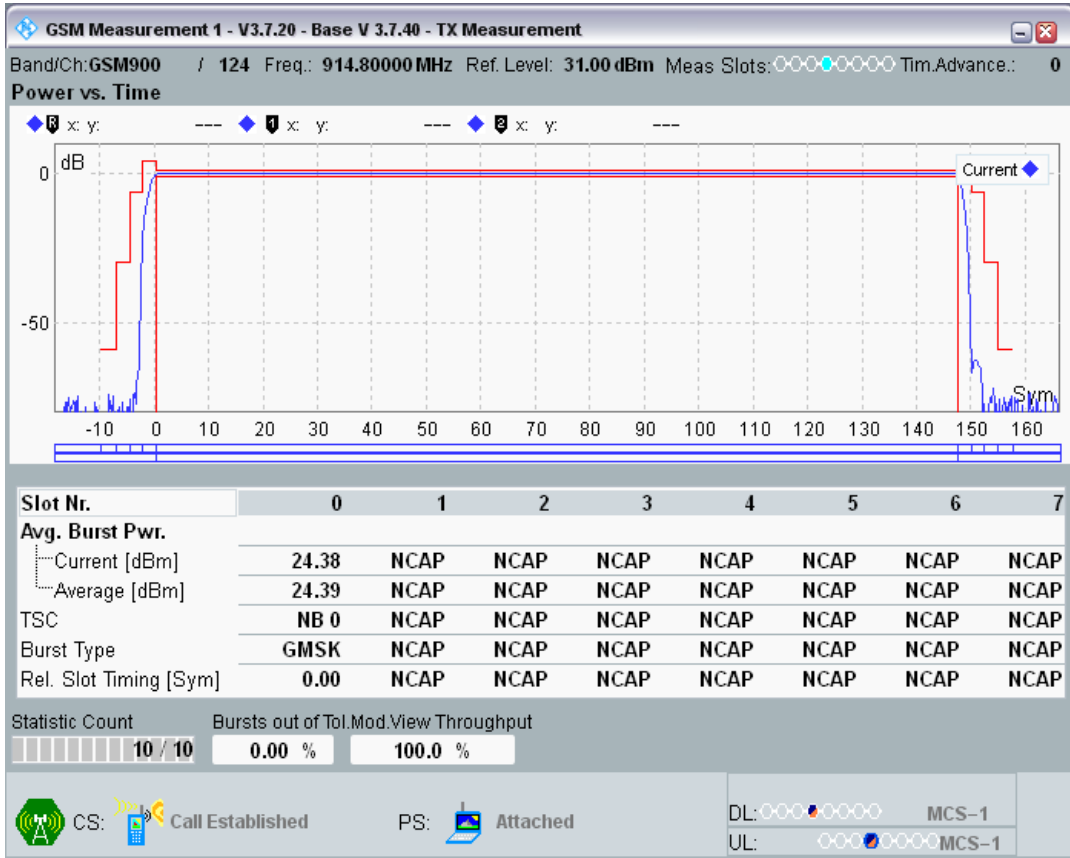 GSM Measurement 1 - V3.7.20 - Base V 3.7.40 - TX Measurement
Band/Ch:GSM900 / 124 Freq.: 914.80000 MHz Ref. Level: 31.00 dBm Meas Slots: Tim.Advance.: 0
Power vs. Time
R x: y: --- 1 x: y: --- 2 x: y: ---
dB
Current
0
-50
Sym
-10 0 10 20 30 40 50 60 70 80 90 100 110 120 130 140 150 160
Slot Nr. 0 1 2 3 4 5 6 7
Avg. Burst Pwr.
Current [dBm] 24.38 NCAP NCAP NCAP NCAP NCAP NCAP NCAP
Average [dBm] 24.39 NCAP NCAP NCAP NCAP NCAP NCAP NCAP
TSC NB 0 NCAP NCAP NCAP NCAP NCAP NCAP NCAP
Burst Type GMSK NCAP NCAP NCAP NCAP NCAP NCAP NCAP
Rel. Slot Timing [Sym] 0.00 NCAP NCAP NCAP NCAP NCAP NCAP NCAP
Statistic Count Bursts out of Tol.Mod.View Throughput
10 / 10 0.00 % 100.0 %
CS: Call Established PS: Attached
DL: MCS-1
UL: MCS-1